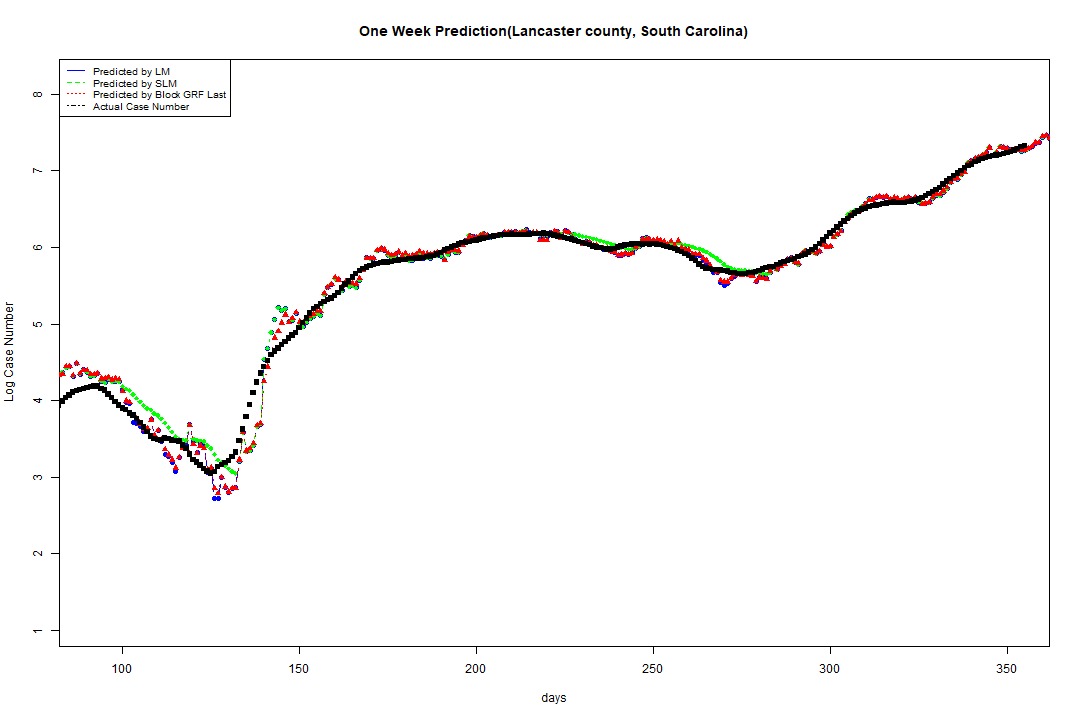 One Week Prediction(Lancaster county, South Carolina)
Predicted by LM
Predicted by SLM
Predicted by Block GRF Last
Actual Case Number
8
7
6
5
4
3
2
1
Log Case Number
100 150 200 250 300 350
days